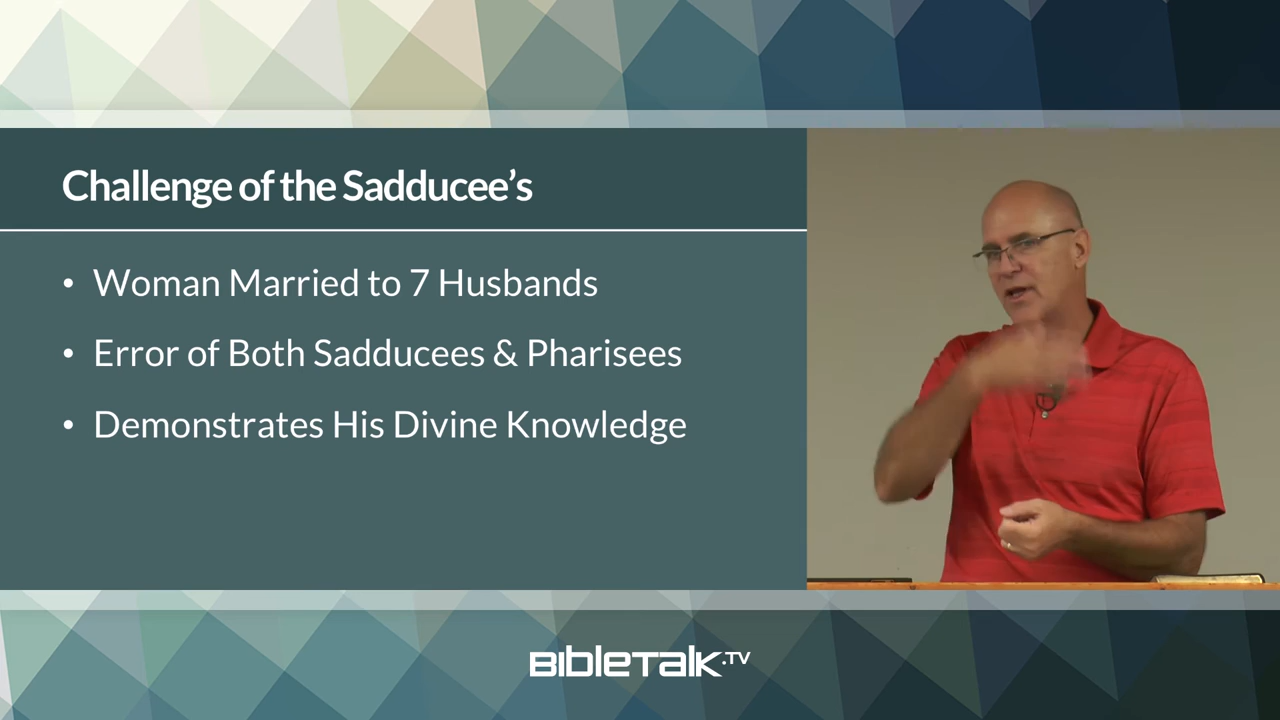 Challenge of the Sadducee’s
• Woman Married to 7 Husbands
• Error of Both Sadducees & Pharisees
• Demonstrates His Divine Knowledge
BIBLETALK.TV